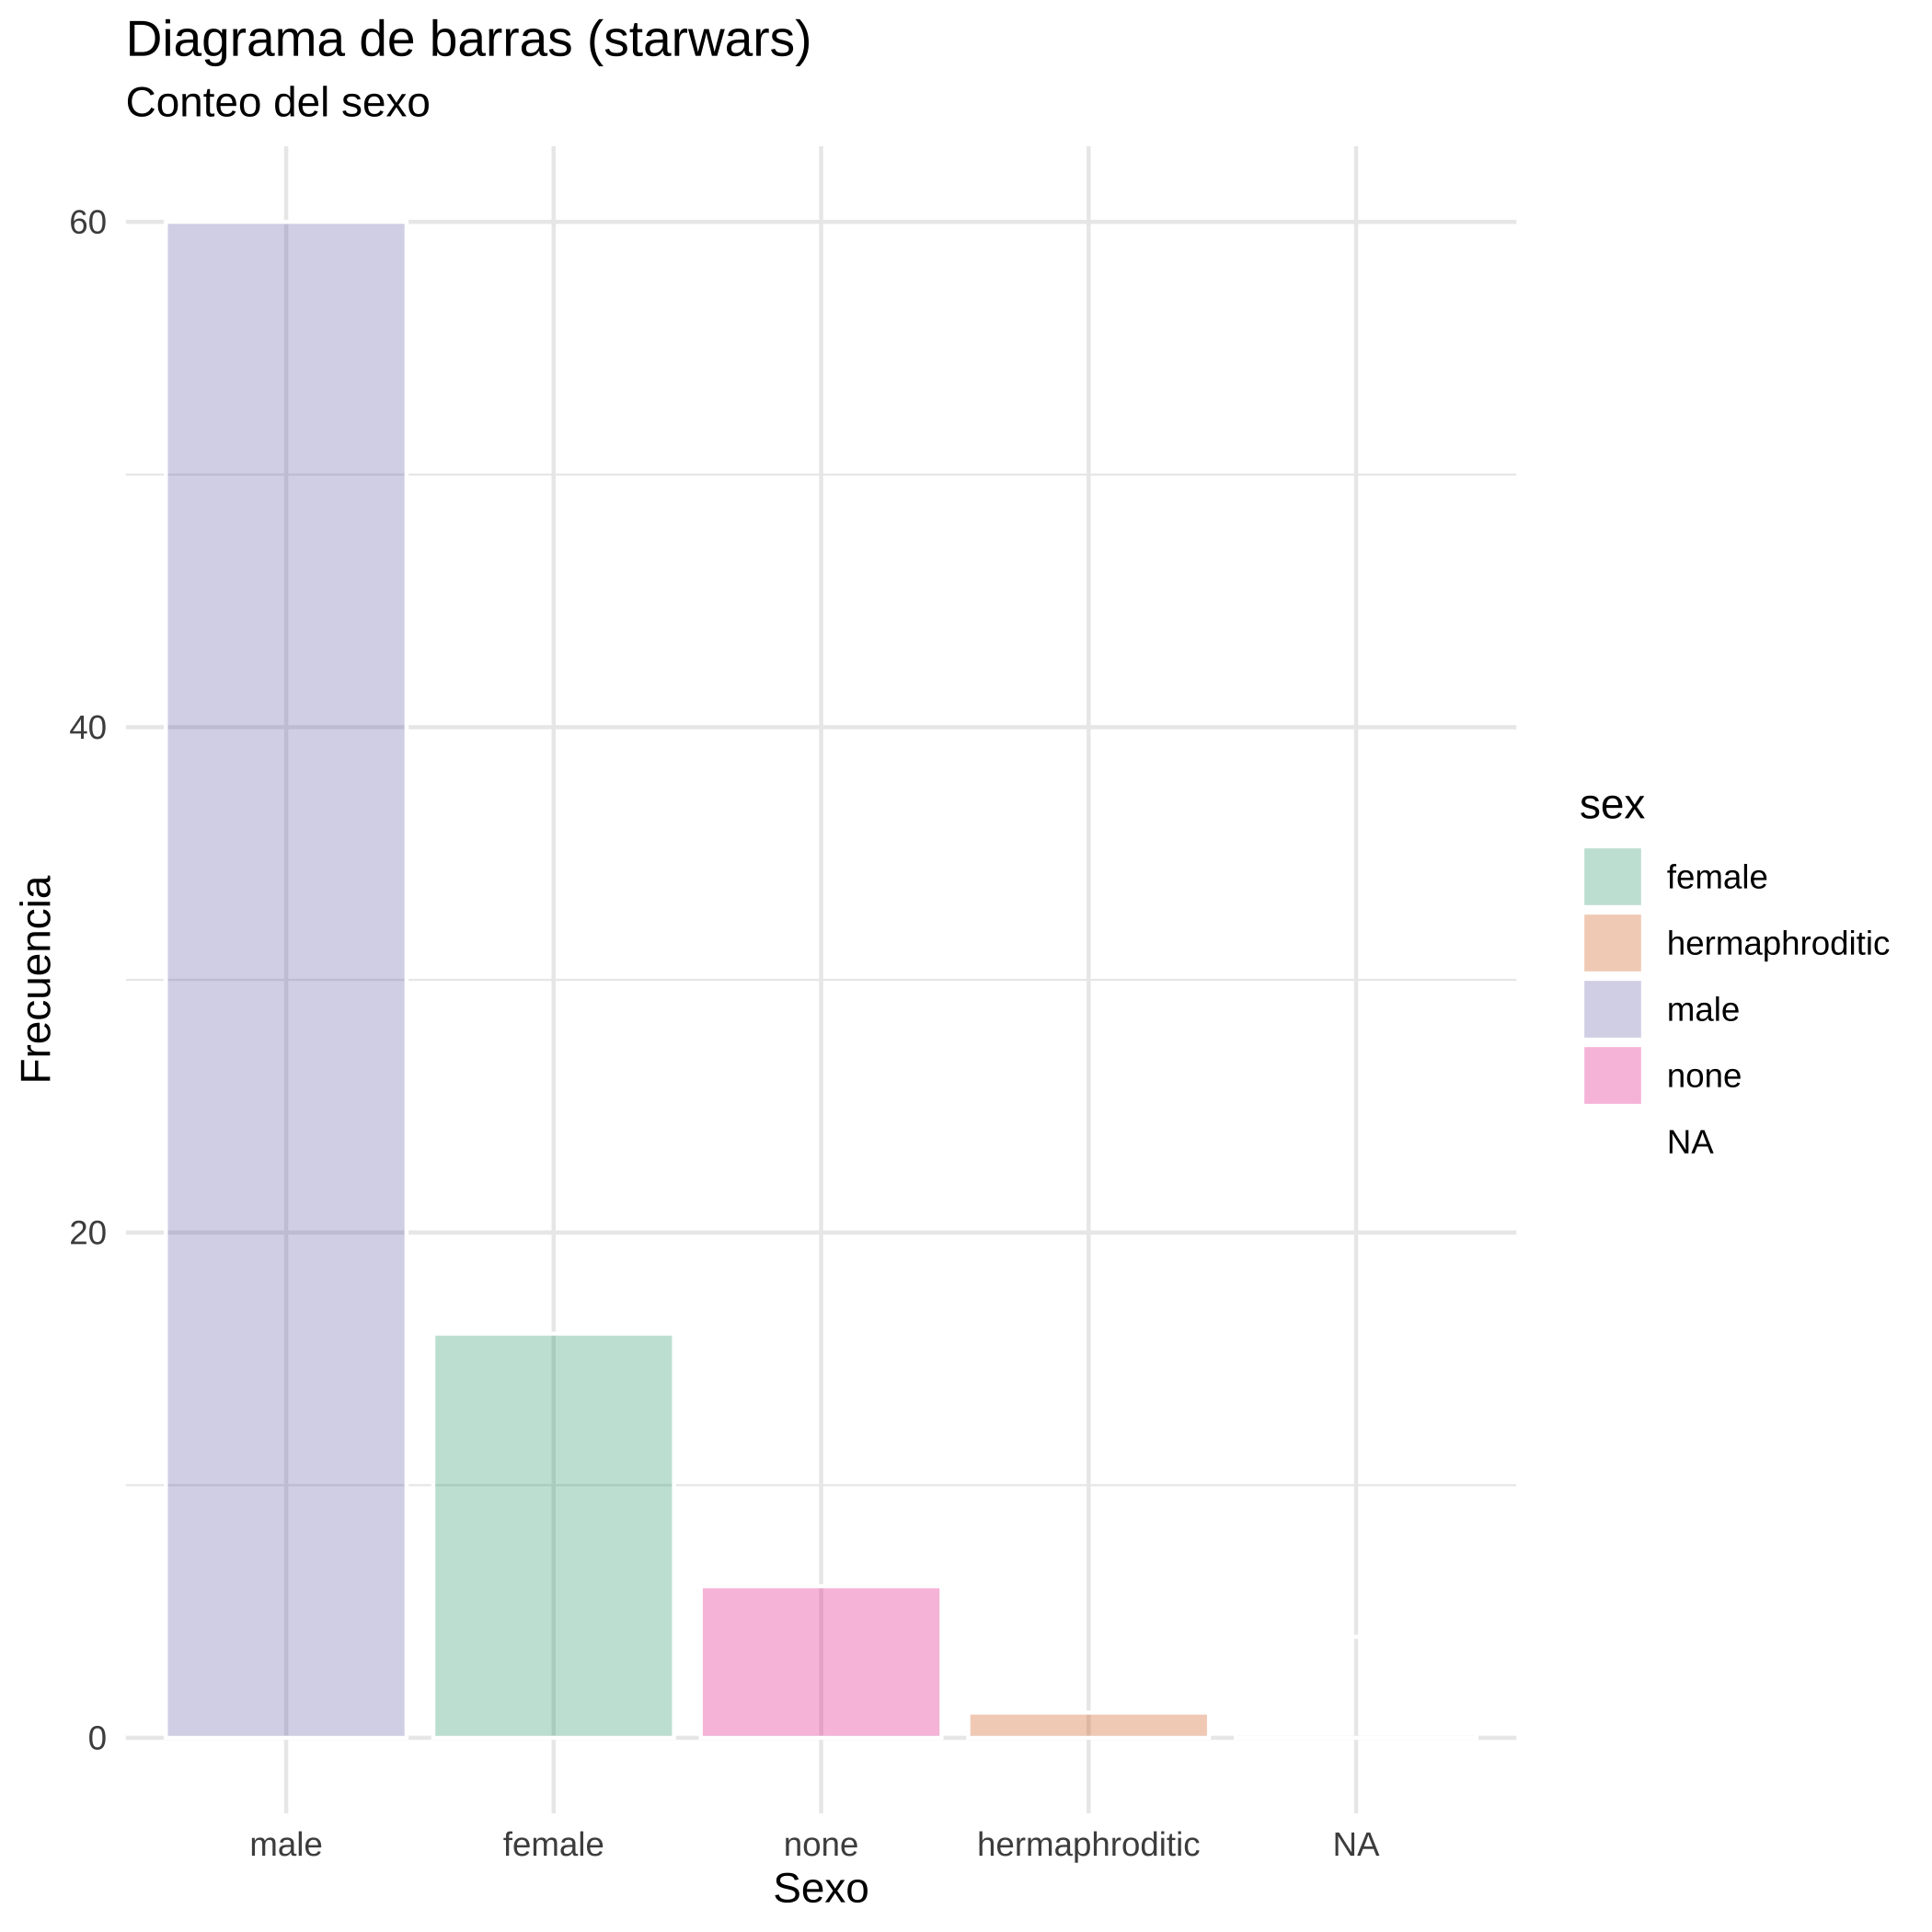 Diagrama de barras (starwars)
Conteo del sexo
Frecuencia
60
40
20
0
male
female
none
hermaphroditic
NA
Sexo
sex
female
hermaphroditic
male
none
NA